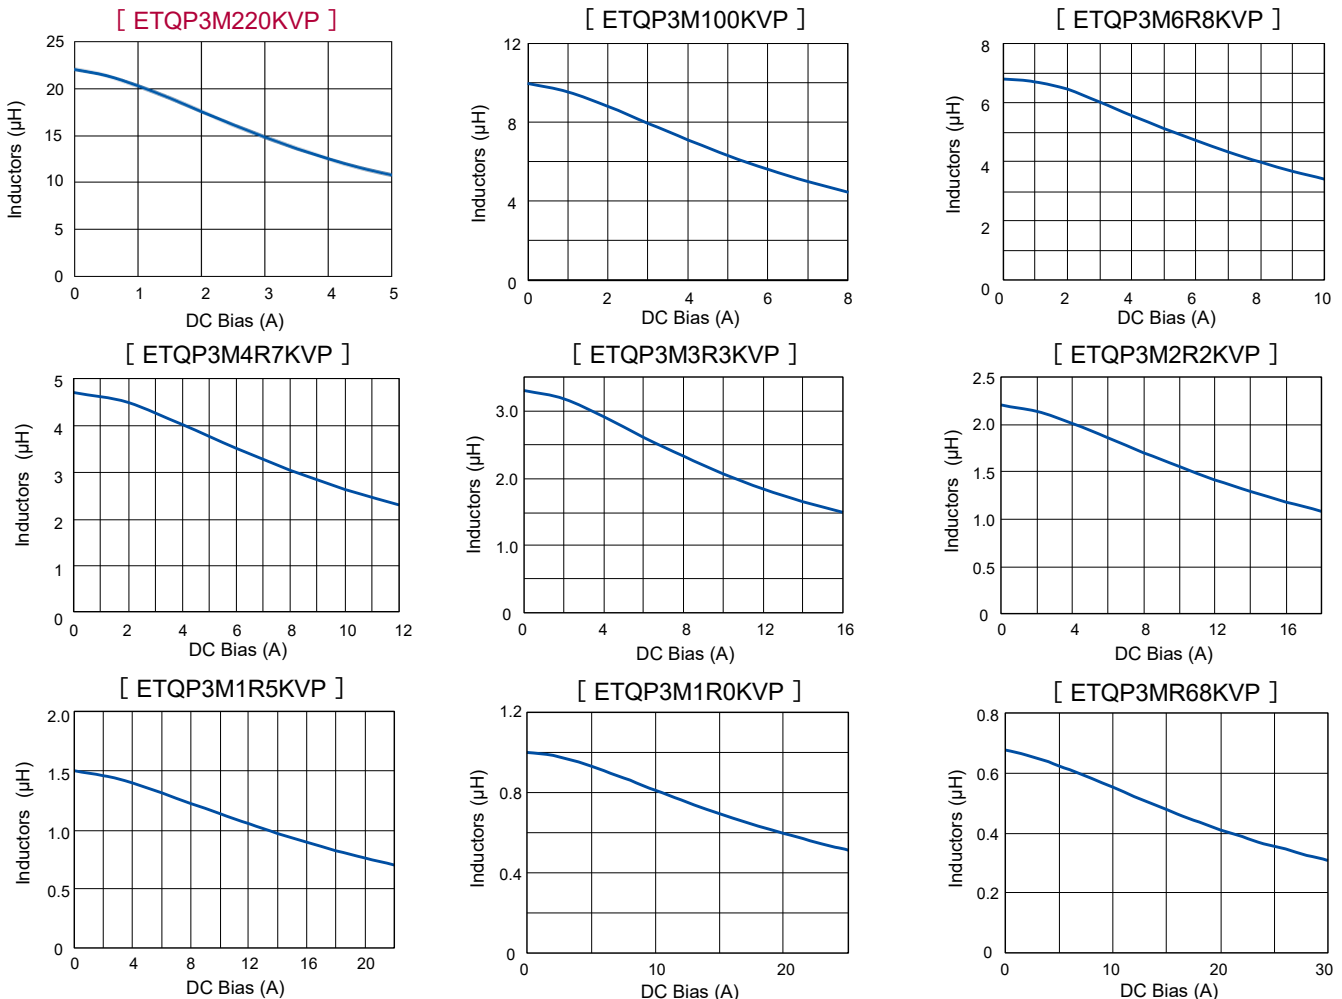 [ ETQP3M220KVP ]
25
20
15
10
5
0
Inductors (μH)
0 1 2 3 4 5
DC Bias (A)
[ ETQP3M100KVP ]
12
8
4
0
Inductors (μH)
0 2 4 6 8
DC Bias (A)
[ ETQP3M6R8KVP ]
8
6
4
2
0
Inductors (μH)
0 2 4 6 8 10
DC Bias (A)
[ ETQP3M4R7KVP ]
5
4
3
2
1
0
Inductors (μH)
0 2 4 6 8 10 12
DC Bias (A)
[ ETQP3M3R3KVP ]
3.0
2.0
1.0
0
Inductors (μH)
0 4 8 12 16
DC Bias (A)
[ ETQP3M2R2KVP ]
2.5
2.0
1.5
1.0
0.5
0
Inductors (μH)
0 4 8 12 16
DC Bias (A)
[ ETQP3M1R5KVP ]
2.0
1.5
1.0
0.5
0
Inductors (μH)
0 4 8 12 16 20
DC Bias (A)
[ ETQP3M1R0KVP ]
1.2
0.8
0.4
0
Inductors (μH)
0 10 20
DC Bias (A)
[ ETQP3MR68KVP ]
0.8
0.6
0.4
0.2
0
Inductors (μH)
0 10 20 30
DC Bias (A)